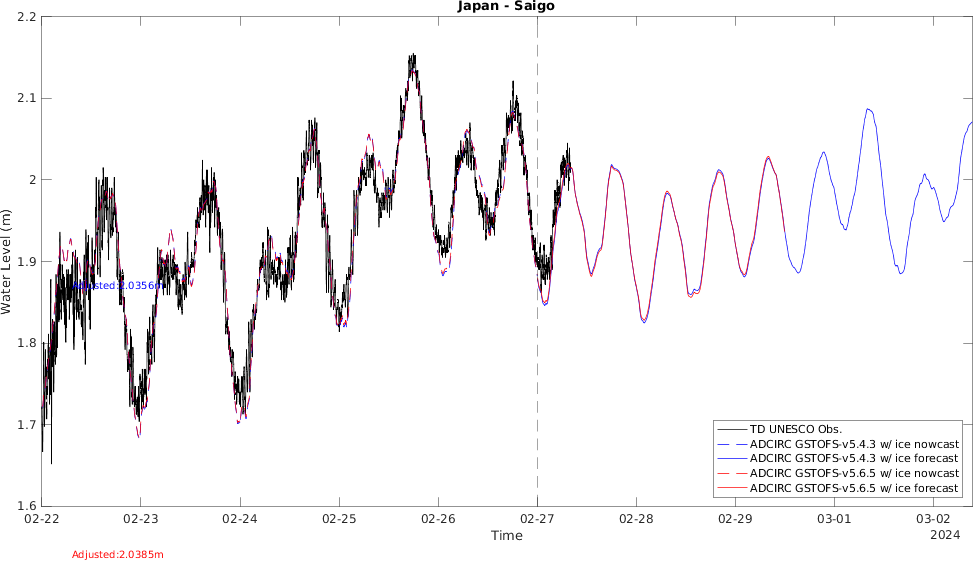 Japan - Saigo
2.2
2.1
2
1.9
1.8
1.7
1.6
Water Level (m)
Adjusted:2.0356m
TD UNESCO Obs.
ADCIRC GSTOFS-v5.4.3 w/ ice nowcast
ADCIRC GSTOFS-v5.4.3 w/ ice forecast
ADCIRC GSTOFS-v5.6.5 w/ ice nowcast
ADCIRC GSTOFS-v5.6.5 w/ ice forecast
02-22 02-23 02-24 02-25 02-26 02-27 02-28 02-29 03-01 03-02
Time 2024
Adjusted:2.0385m